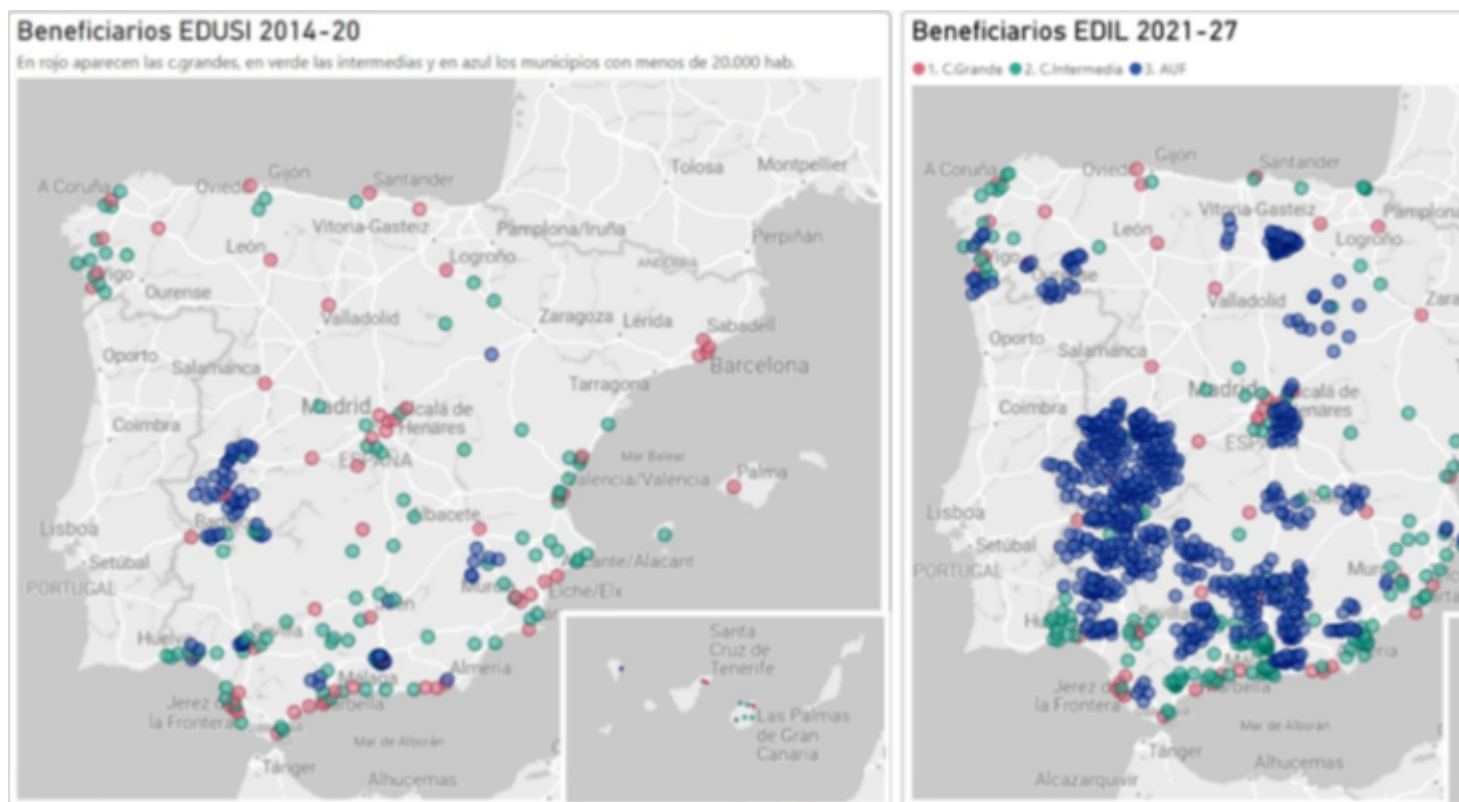 Beneficiarios EDUSI 2014-20
En rojo aparecen las c.grandes, en verde las intermedias y en azul los municipios con menos de 20.000 hab.
Tolosa
Montpellier
Gijón
A Coruña
Oviedo
Santander
Vitoria-Gasteiz
Pamplona/Iruña
Perpiñán
León
Logroño
ANDORRA
Vigo
Ourense
Valladolid
Zaragoza
Lérida
Sabadell
Oporto
Barcelona
Salamanca
Tarragona
Madrid
Alcalá de
Henares
Coimbra
ESPAÑA
Mar Balear
Palma
Valencia/Valencia
Albacete
Lisboa
Setúbal
Alicante/Alacant
PORTUGAL
Elche/Elx
Huelva
Sevilla
Santa
Cruz de
Tenerife
Almería
Málaga
Jerez de
la Frontera
Marbella
Las Palmas
de Gran
Canaria
Mar de Alborán
Tánger
Alhucemas
Beneficiarios EDIL 2021-27
1. C.Grande 2. C.Intermedia 3. AUF
Gijón
A Coruña
Oviedo
Santander
Vitoria-Gasteiz
León
Logroño
Vigo
Ourense
Valladolid
Oporto
Salamanca
Madrid
Coimbra
Lisboa
Setúbal
PORTUGAL
Sevilla
Jerez de
la Frontera
Mar de Alborán
Tánger
Alhucemas
Alcazarquivir